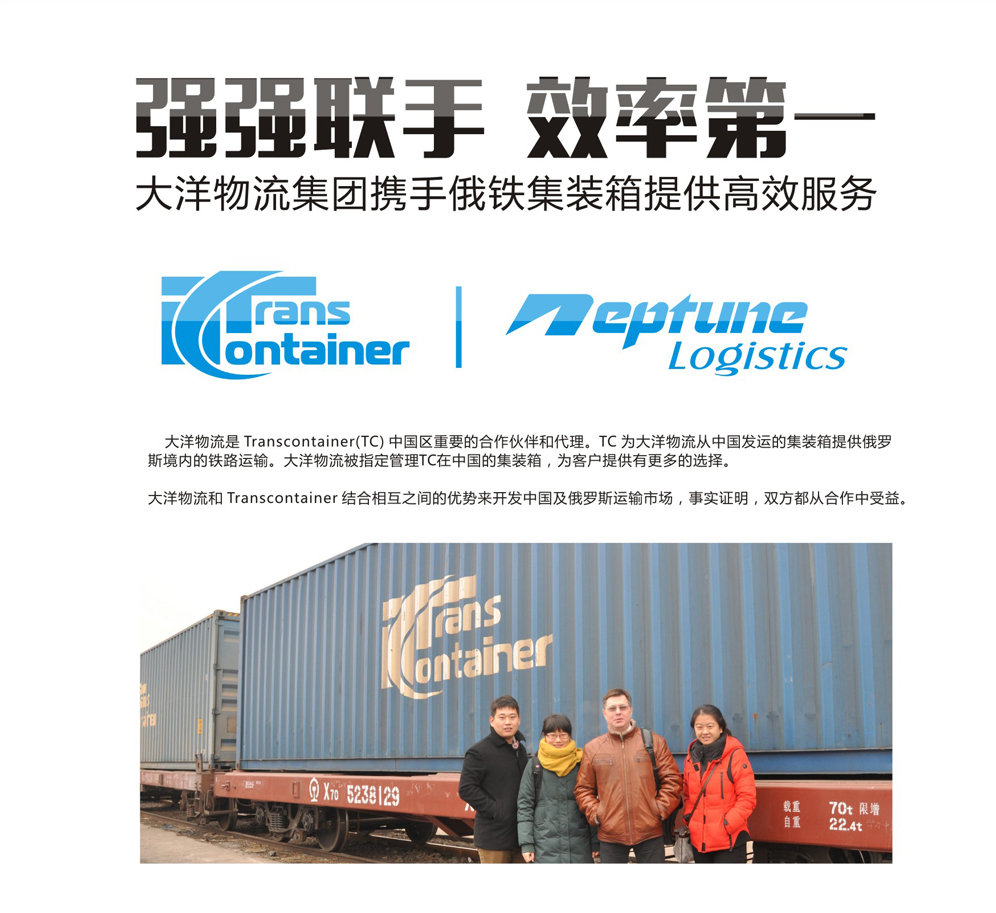 强强联手 效率第一
大洋物流集团携手俄铁集装箱提供高效服务
Trans
Container
Neptune
Logistics
大洋物流是 Transcontainer(TC) 中国区重要的合作伙伴和代理。TC 为大洋物流从中国发运的集装箱提供俄罗
斯境内的铁路运输。大洋物流被指定管理TC在中国的集装箱，为客户提供有更多的选择。
大洋物流和 Transcontainer 结合相互之间的优势来开发中国及俄罗斯运输市场，事实证明，双方都从合作中受益。
Trans
Container
X70 5238129
载重 70t 限增
自重 22.4t